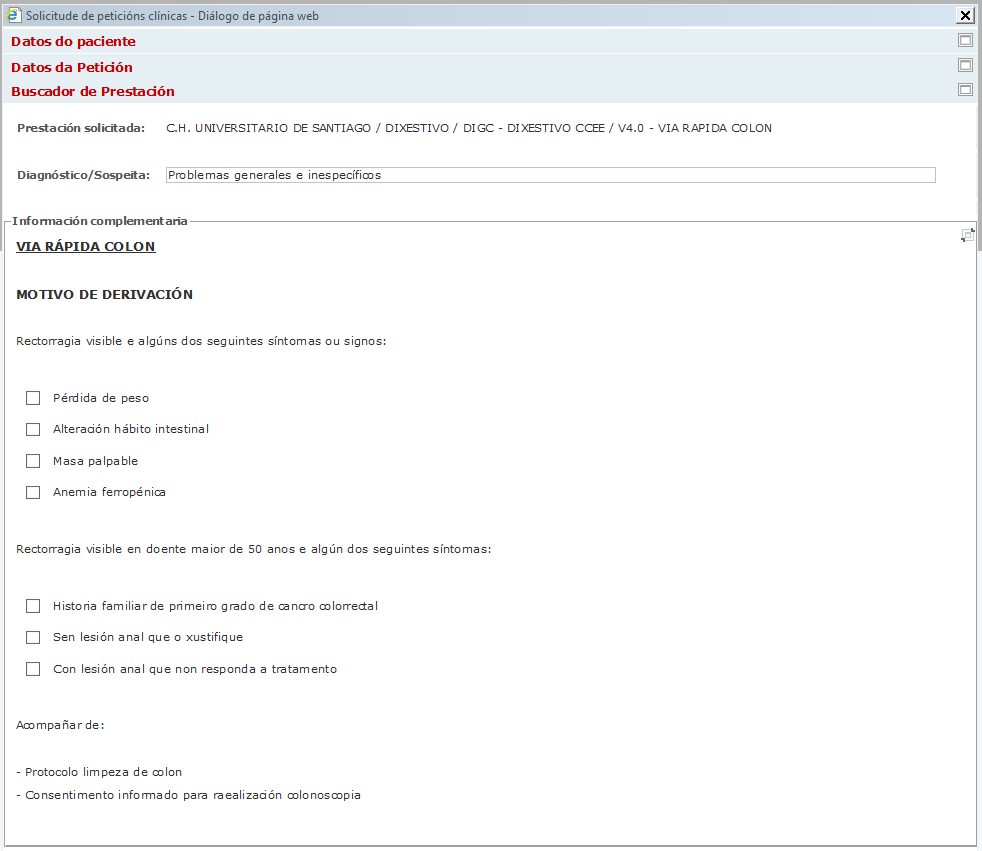 Solicitude de peticións clínicas - Diálogo de página web
Datos do paciente
Datos da Petición
Buscador de Prestación
Prestación solicitada: C.H. UNIVERSITARIO DE SANTIAGO / DIXESTIVO / DIGC - DIXESTIVO CCEE / V4.0 - VIA RAPIDA COLON
Diagnóstico/Sospeita: Problemas generales e inespecíficos
Información complementaria
VIA RÁPIDA COLON
MOTIVO DE DERIVACIÓN
Rectorragia visible e algúns dos seguintes síntomas ou signos:
Pérdida de peso
Alteración hábito intestinal
Masa palpable
Anemia ferropénica
Rectorragia visible en doente maior de 50 anos e algún dos seguintes síntomas:
Historia familiar de primeiro grado de cancro colorrectal
Sen lesión anal que o xustifique
Con lesión anal que non responda a tratamento
Acompañar de:
- Protocolo limpeza de colon
- Consentimento informado para raealización colonoscopia